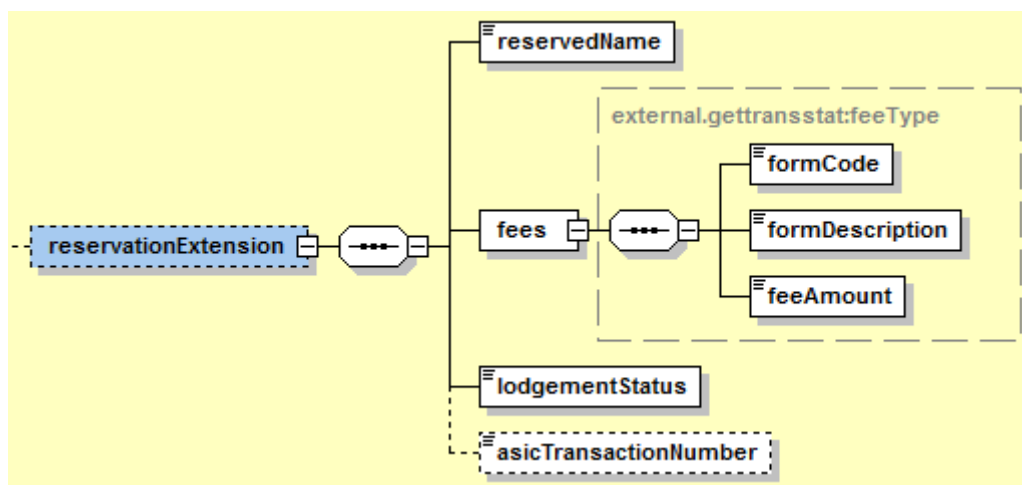 reservedName
external.gettransstat:feeType
formCode
reservationExtension
fees
formDescription
feeAmount
lodgementStatus
asicTransactionNumber